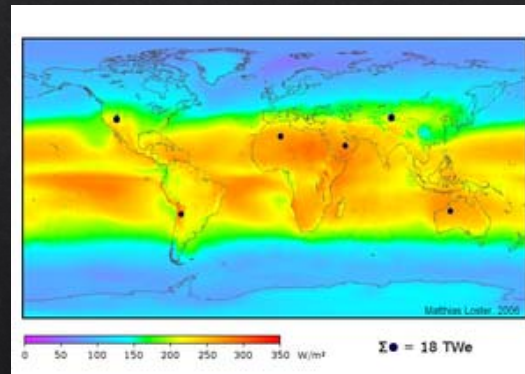 Matthias Loster, 2006
0 50 100 150 200 250 300 350 W/m²
Σ● = 18 TWe